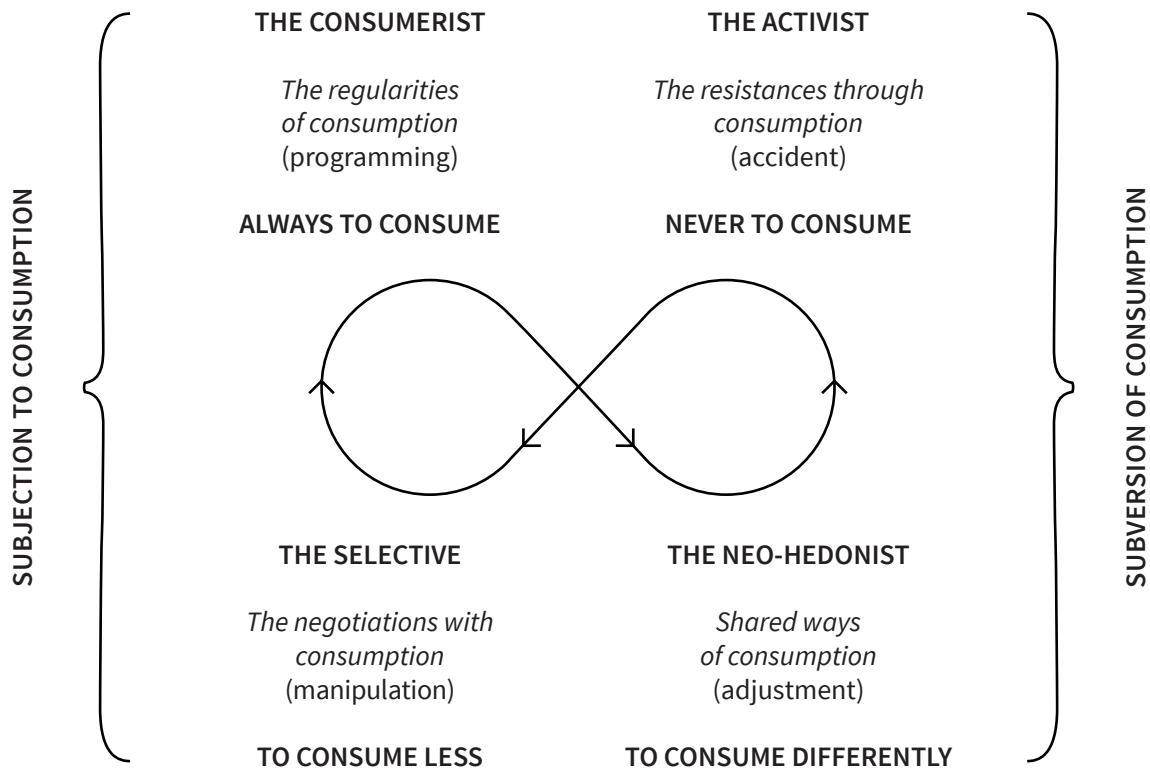 SUBJECTION TO CONSUMPTION
THE CONSUMERIST
The regularities
of consumption
(programming)
ALWAYS TO CONSUME
THE ACTIVIST
The resistances through
consumption
(accident)
NEVER TO CONSUME
THE SELECTIVE
The negotiations with
consumption
(manipulation)
TO CONSUME LESS
THE NEO-HEDONIST
Shared ways
of consumption
(adjustment)
TO CONSUME DIFFERENTLY
SUBVERSION OF CONSUMPTION